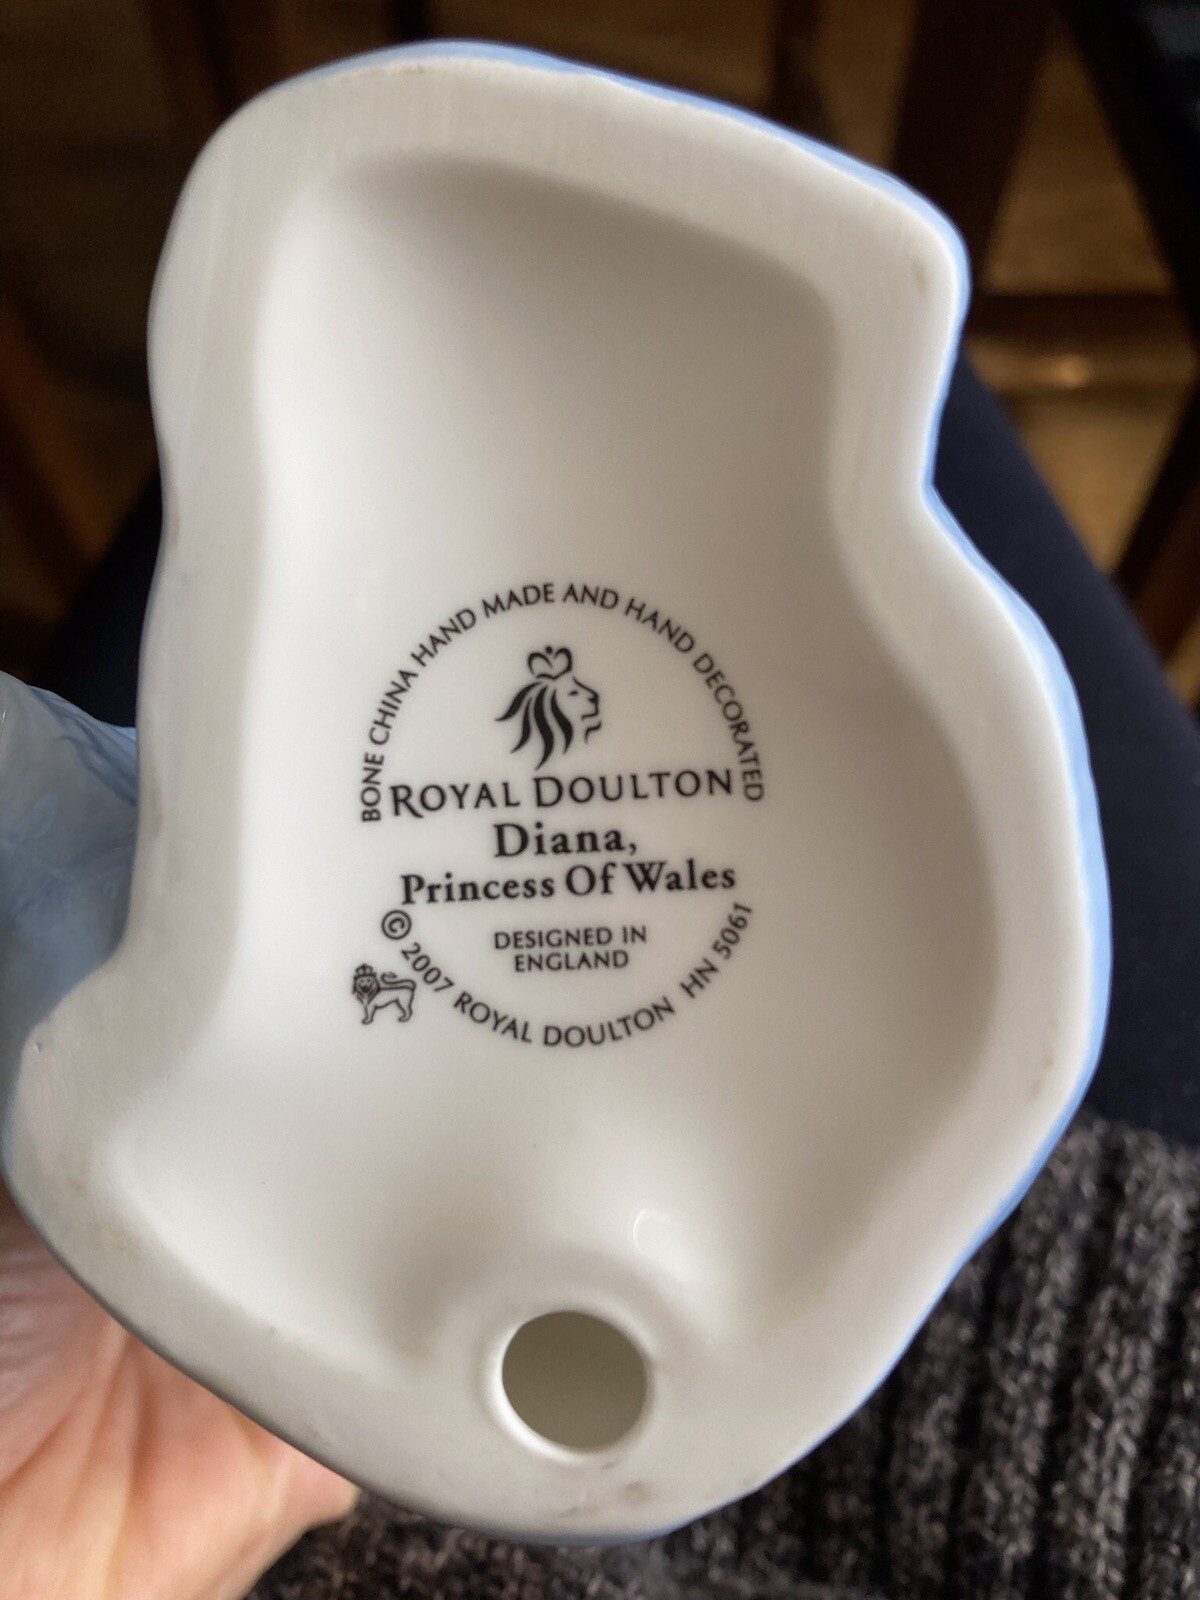 BONE CHINA HAND MADE AND HAND DECORATED
ROYAL DOULTON
Diana,
Princess Of Wales
DESIGNED IN
ENGLAND
© 2007 ROYAL DOULTON HN 5061